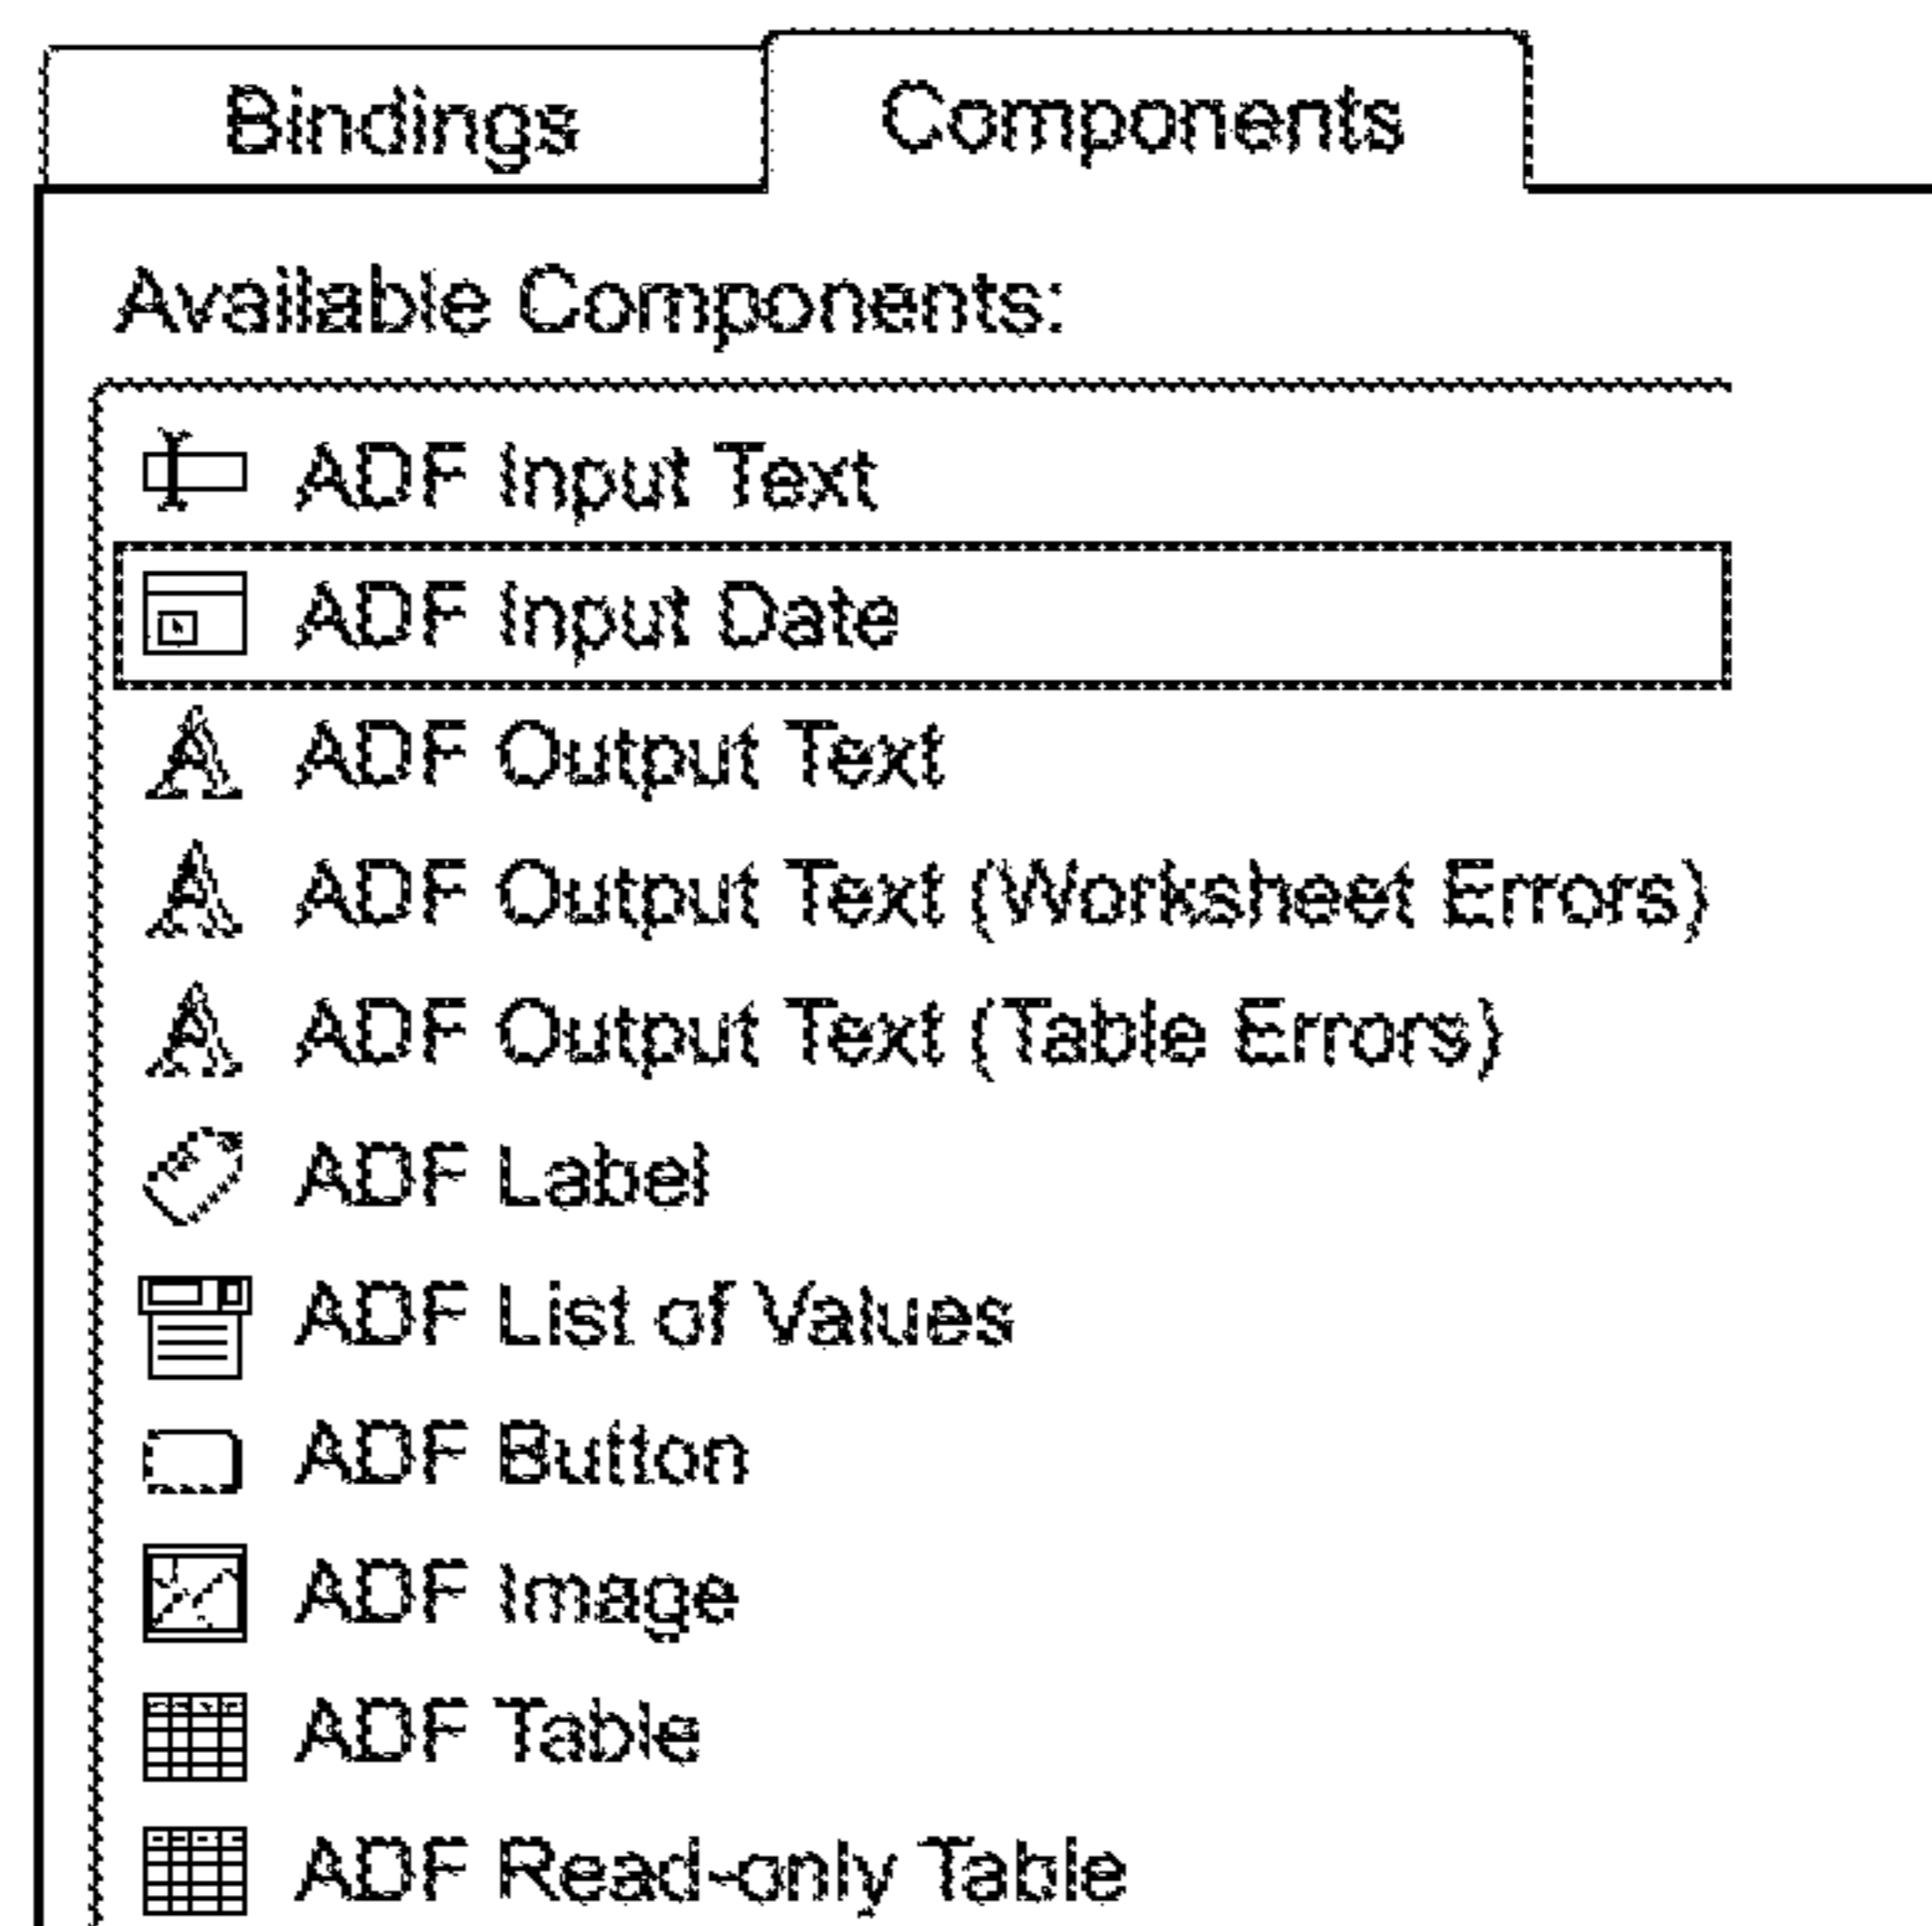 Bindings Components
Available Components:
ADF Input Text
ADF Input Date
ADF Output Text
ADF Output Text (Worksheet Errors)
ADF Output Text (Table Errors)
ADF Label
ADF List of Values
ADF Button
ADF Image
ADF Table
ADF Read-only Table